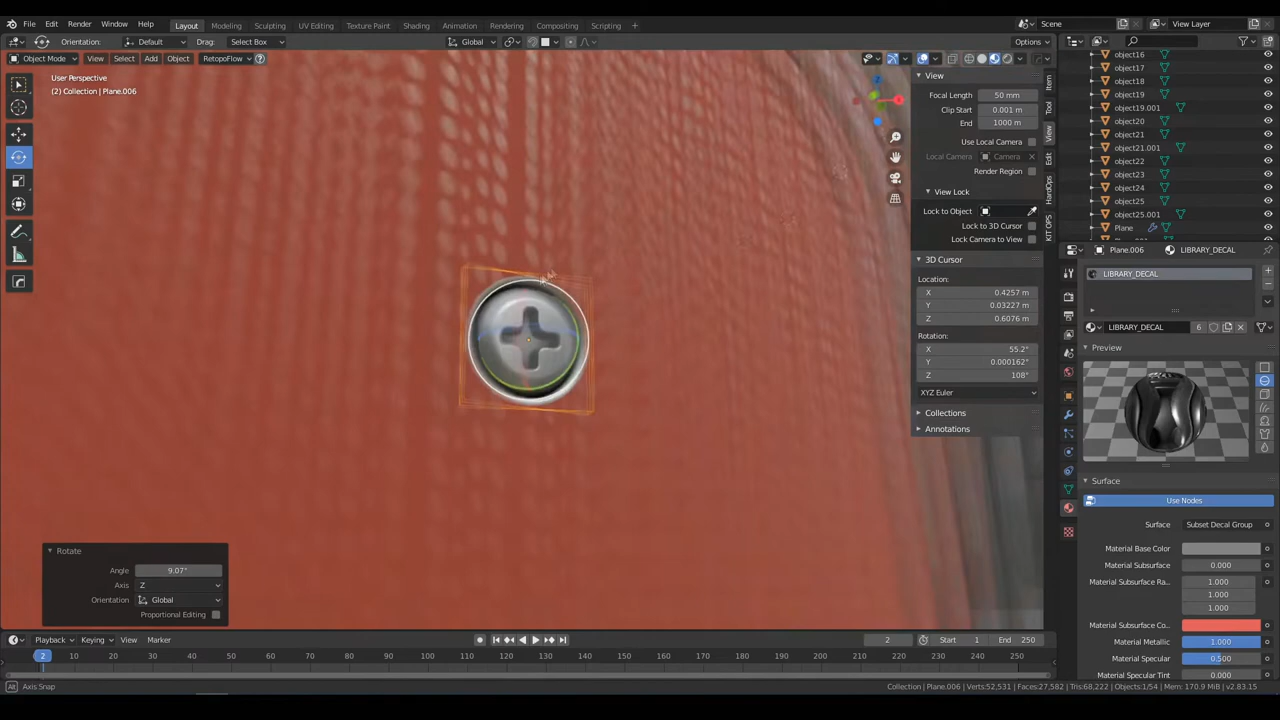 File Edit Render Window Help Layout Modeling Sculpting UV Editing Texture Paint Shading Animation Rendering Compositing Scripting + Scene View Layer
Orientation: Default Drag: Select Box Global Options
Object Mode View Select Add Object RetopoFlow
User Perspective
(2) Collection | Plane.006
View
Focal Length 50 mm
Clip Start 0.001 m
End 1000 m
Use Local Camera
Local Camera Camera
Render Region
View Lock
Lock to Object
Lock to 3D Cursor
Lock Camera to View
3D Cursor
Location:
X 0.4257 m
Y 0.03227 m
Z 0.6076 m
Rotation:
X 55.2°
Y 0.000162°
Z 108°
XYZ Euler
Collections
Annotations
Item
Tool
View
Edit
HardOps
KIT OPS
object16
object17
object18
object19
object19.001
object20
object21
object21.001
object22
object23
object24
object25
object25.001
Plane
Plane.006 LIBRARY_DECAL
LIBRARY_DECAL
LIBRARY_DECAL 6
Preview
Surface
Use Nodes
Surface Subset Decal Group
Material Base Color
Material Subsurface 0.000
Material Subsurface Ra.. 1.000
1.000
1.000
Material Subsurface Co..
Material Metallic 1.000
Material Specular 0.500
Material Specular Tint 0.000
Rotate
Angle 9.07°
Axis Z
Orientation Global
Proportional Editing
Playback Keying View Marker 2 Start 1 End 250
2 10 20 30 40 50 60 70 80 90 100 110 120 130 140 150 160 170 180 190 200 210 220 230 240 250
Axis Snap Collection | Plane.006 | Verts:52,531 | Faces:27,582 | Tris:68,222 | Objects:1/54 | Mem: 170.9 MiB | v2.83.15